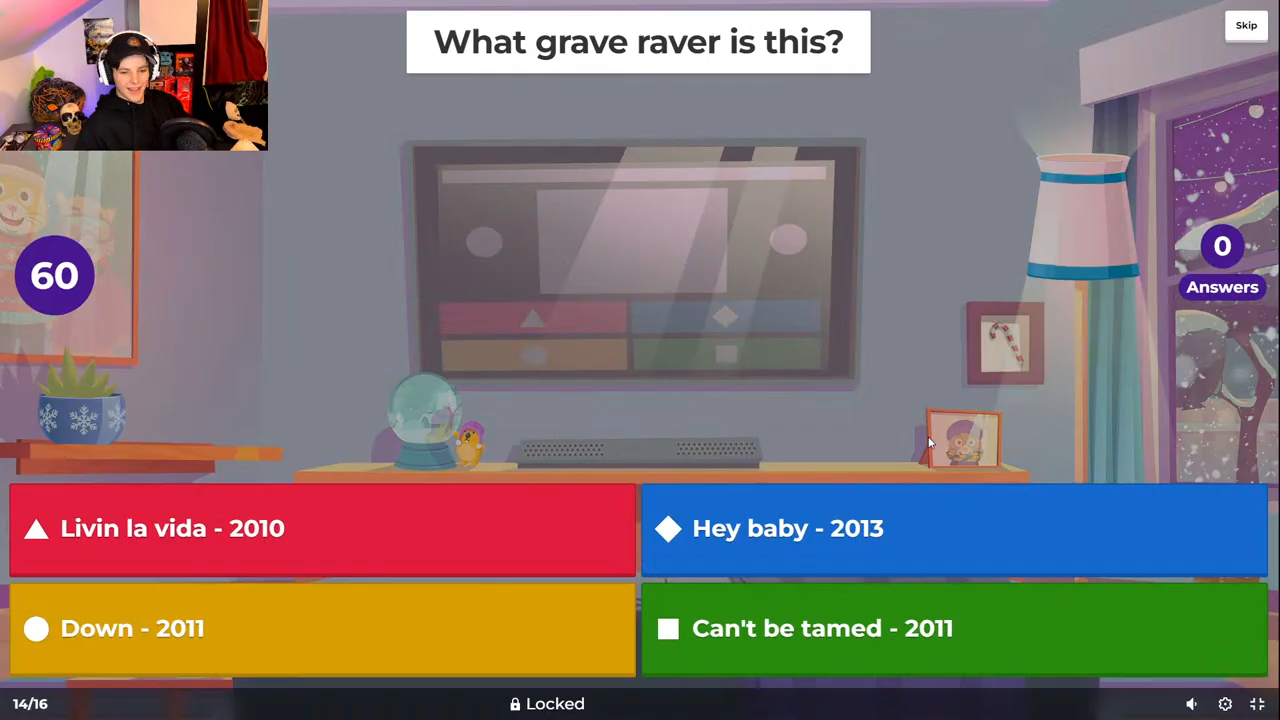 What grave raver is this?
Skip
60
0
Answers
Livin la vida - 2010
Hey baby - 2013
Down - 2011
Can't be tamed - 2011
14/16
Locked